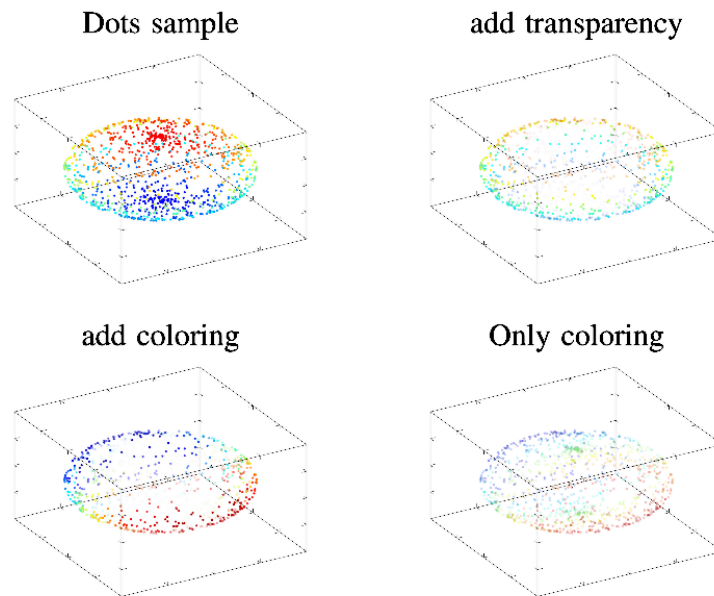 Dots sample
add transparency
add coloring
Only coloring